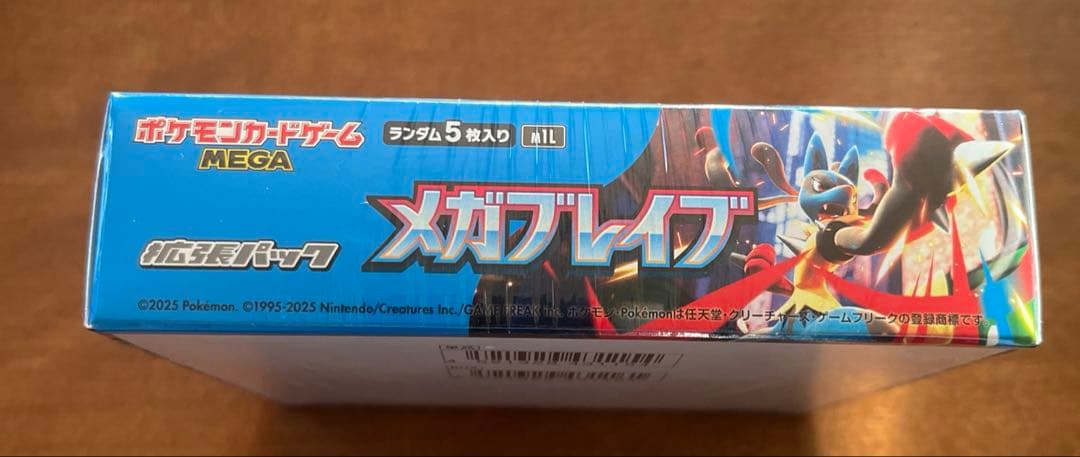 ポケモンカードゲーム
MEGA
ランダム5枚入り
M1L
メガブレイブ
拡張パック
©2025 Pokémon. ©1995-2025 Nintendo/Creatures Inc./GAME FREAK inc. ポケモン・Pokémonは任天堂・クリーチャーズ・ゲームフリークの登録商標です。